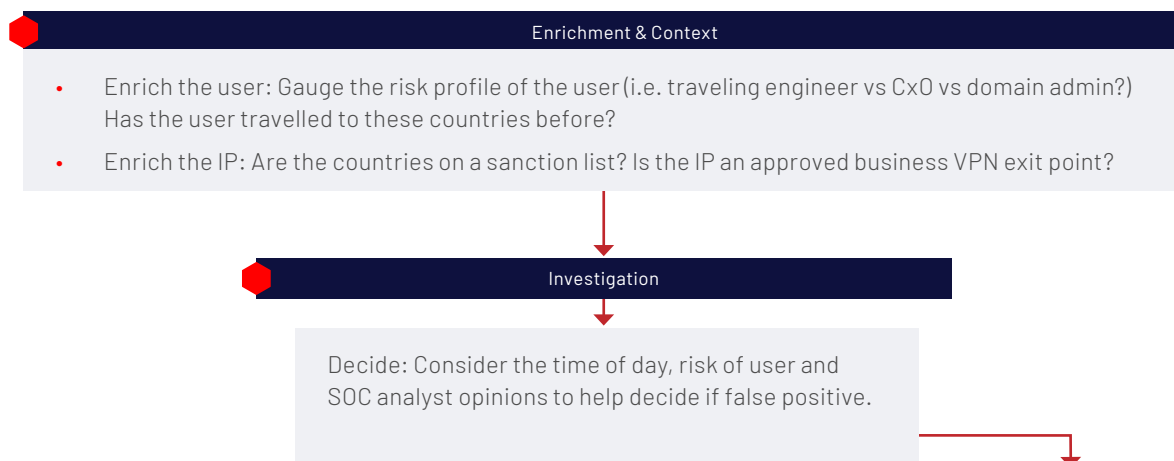 Enrichment & Context
• Enrich the user: Gauge the risk profile of the user (i.e. traveling engineer vs CxO vs domain admin?)
Has the user travelled to these countries before?
• Enrich the IP: Are the countries on a sanction list? Is the IP an approved business VPN exit point?
Investigation
Decide: Consider the time of day, risk of user and
SOC analyst opinions to help decide if false positive.